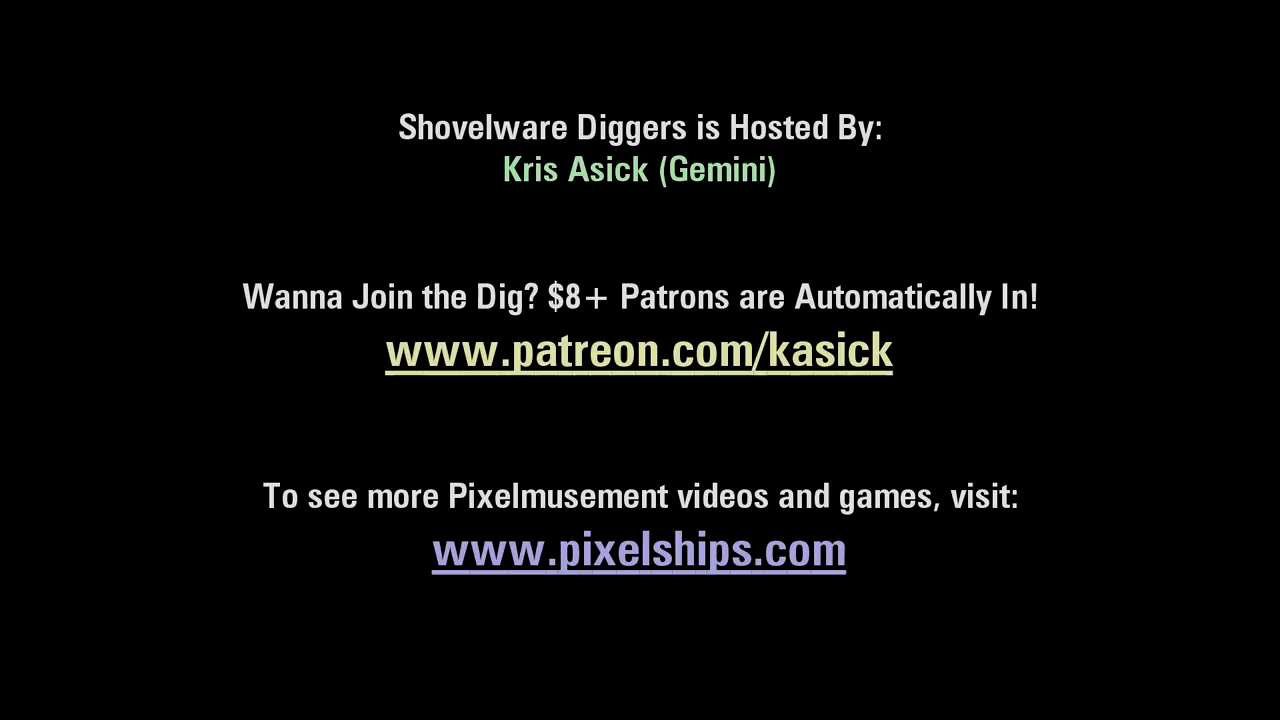 Shovelware Diggers is Hosted By:
Kris Asick (Gemini)
Wanna Join the Dig? $8+ Patrons are Automatically In!
www.patreon.com/kasick
To see more Pixelmusement videos and games, visit:
www.pixelships.com